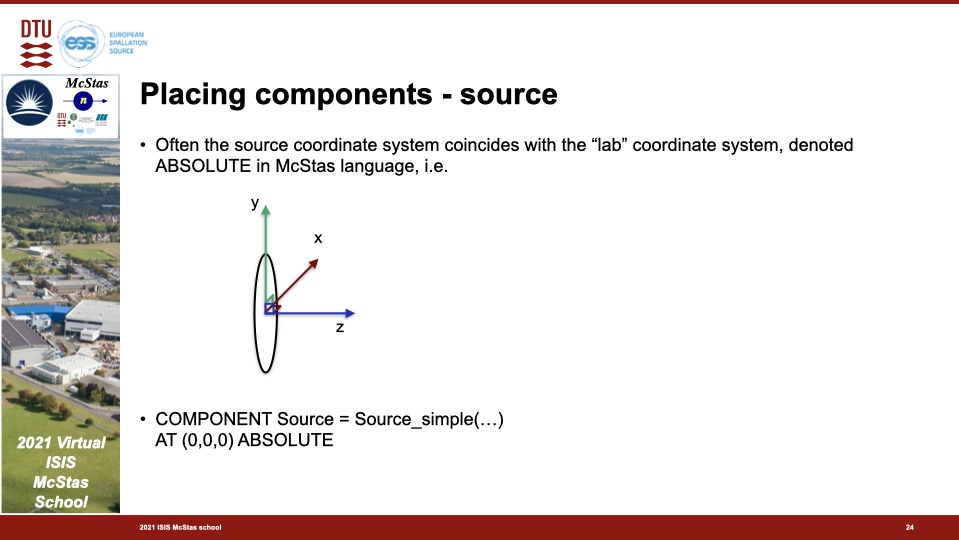 DTU
ess
EUROPEAN
SPALLATION
SOURCE
McStas
n
DTU
Placing components - source
• Often the source coordinate system coincides with the “lab” coordinate system, denoted
ABSOLUTE in McStas language, i.e.
y
x
z
• COMPONENT Source = Source_simple(…)
AT (0,0,0) ABSOLUTE
2021 Virtual
ISIS
McStas
School
2021 ISIS McStas school
24